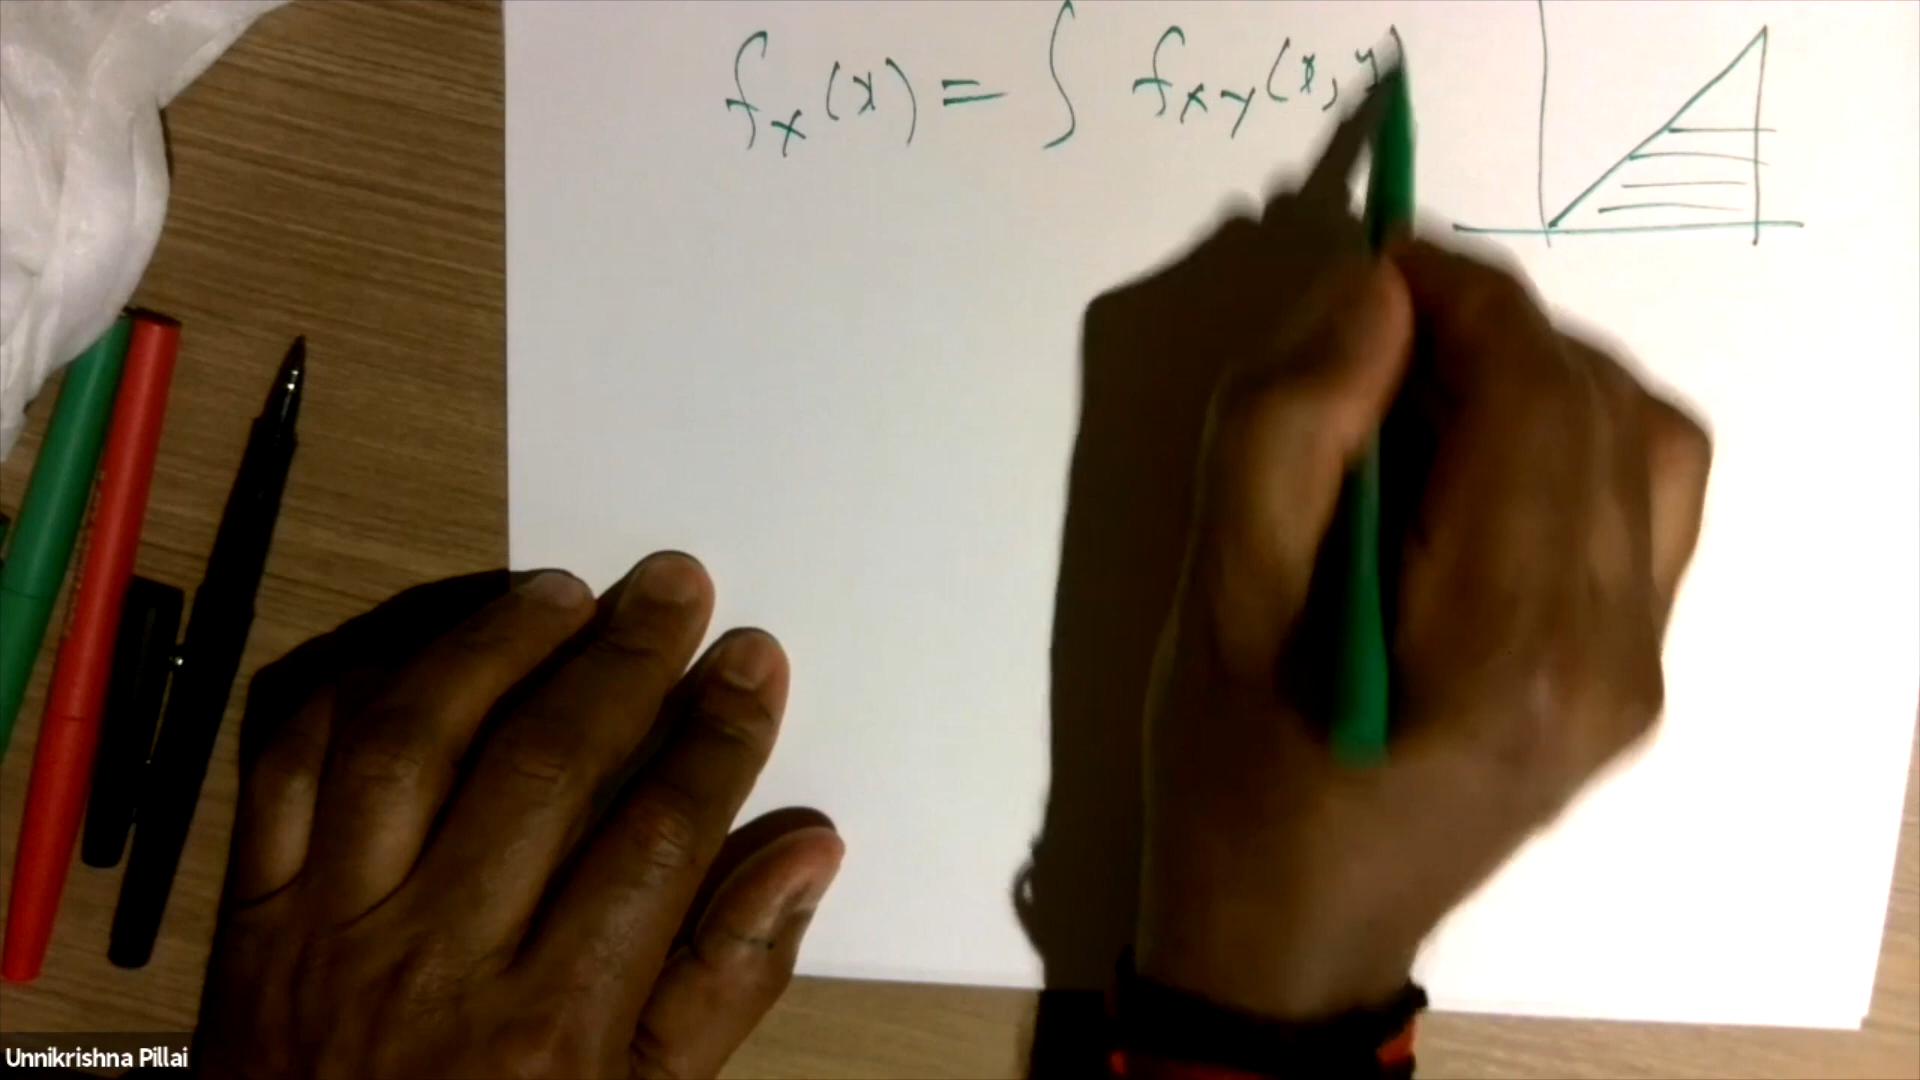 f_X(x) = ∫ f_XY(x, y)
Unnikrishna Pillai